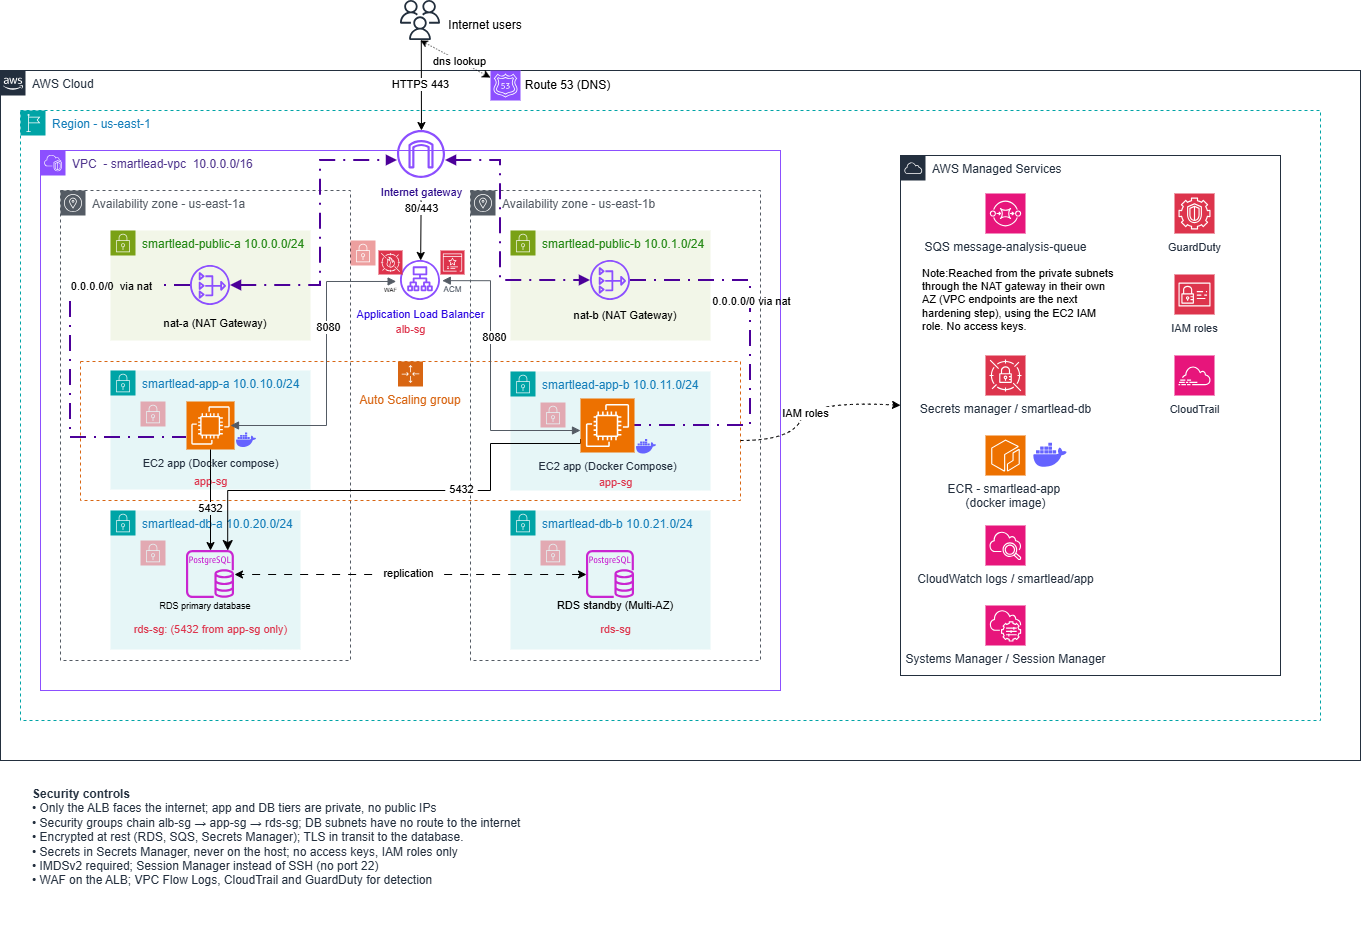 Internet users
dns lookup
aws
AWS Cloud
HTTPS 443
53
Route 53 (DNS)
Region - us-east-1
VPC - smartlead-vpc 10.0.0.0/16
AWS Managed Services
Internet gateway
80/443
Availability zone - us-east-1a
Availability zone - us-east-1b
smartlead-public-a 10.0.0.0/24
smartlead-public-b 10.0.1.0/24
SQS message-analysis-queue
GuardDuty
0.0.0.0/0 via nat
WAF
ACM
0.0.0.0/0 via nat
nat-a (NAT Gateway)
Application Load Balancer
nat-b (NAT Gateway)
alb-sg
8080
8080
Note:Reached from the private subnets
through the NAT gateway in their own
AZ (VPC endpoints are the next
hardening step), using the EC2 IAM
role. No access keys.
IAM roles
smartlead-app-a 10.0.10.0/24
smartlead-app-b 10.0.11.0/24
Auto Scaling group
IAM roles
Secrets manager / smartlead-db
CloudTrail
EC2 app (Docker compose)
EC2 app (Docker Compose)
app-sg
app-sg
5432
5432
ECR - smartlead-app
(docker image)
smartlead-db-a 10.0.20.0/24
smartlead-db-b 10.0.21.0/24
PostgreSQL
PostgreSQL
replication
CloudWatch logs / smartlead/app
RDS primary database
RDS standby (Multi-AZ)
rds-sg: (5432 from app-sg only)
rds-sg
Systems Manager / Session Manager
Security controls
• Only the ALB faces the internet; app and DB tiers are private, no public IPs
• Security groups chain alb-sg → app-sg → rds-sg; DB subnets have no route to the internet
• Encrypted at rest (RDS, SQS, Secrets Manager); TLS in transit to the database.
• Secrets in Secrets Manager, never on the host; no access keys, IAM roles only
• IMDSv2 required; Session Manager instead of SSH (no port 22)
• WAF on the ALB; VPC Flow Logs, CloudTrail and GuardDuty for detection